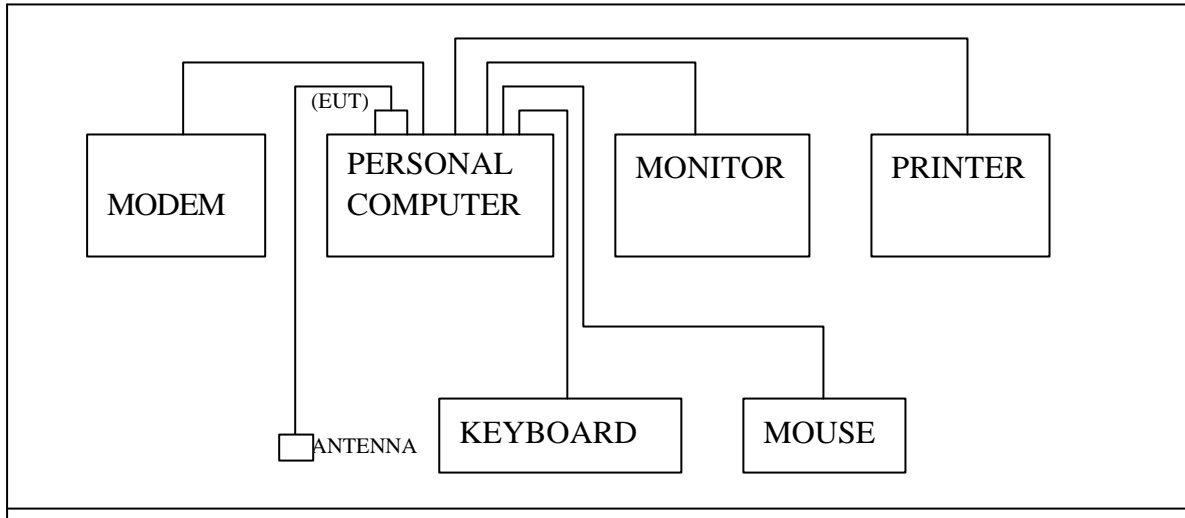 (EUT)
MODEM
PERSONAL
COMPUTER
MONITOR
PRINTER
ANTENNA
KEYBOARD
MOUSE